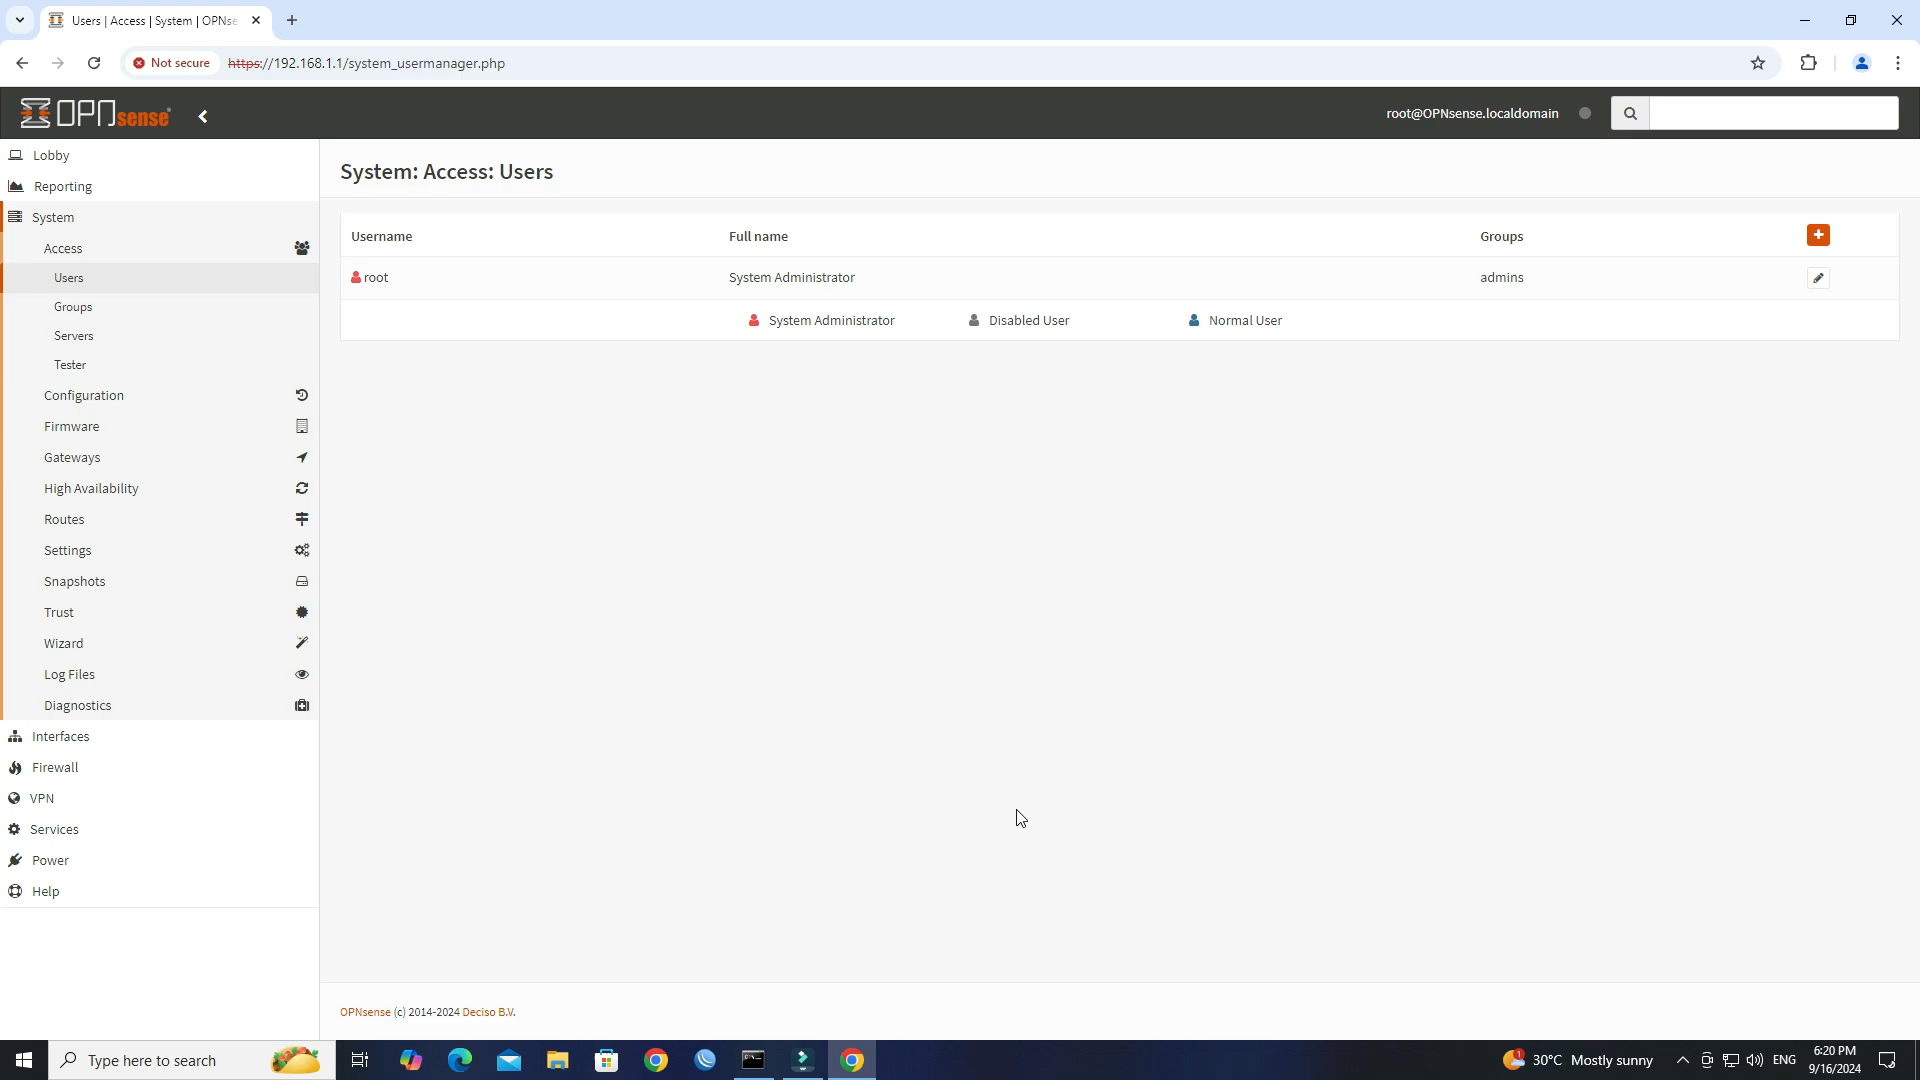 Users | Access | System | OPNse
Not secure
https://192.168.1.1/system_usermanager.php
OPNsense
root@OPNsense.localdomain
Lobby
Reporting
System
Access
Users
Groups
Servers
Tester
Configuration
Firmware
Gateways
High Availability
Routes
Settings
Snapshots
Trust
Wizard
Log Files
Diagnostics
Interfaces
Firewall
VPN
Services
Power
Help
System: Access: Users
Username Full name Groups
root System Administrator admins
System Administrator Disabled User Normal User
OPNsense (c) 2014-2024 Deciso B.V.
Type here to search
1
30°C Mostly sunny
ENG
6:20 PM
9/16/2024